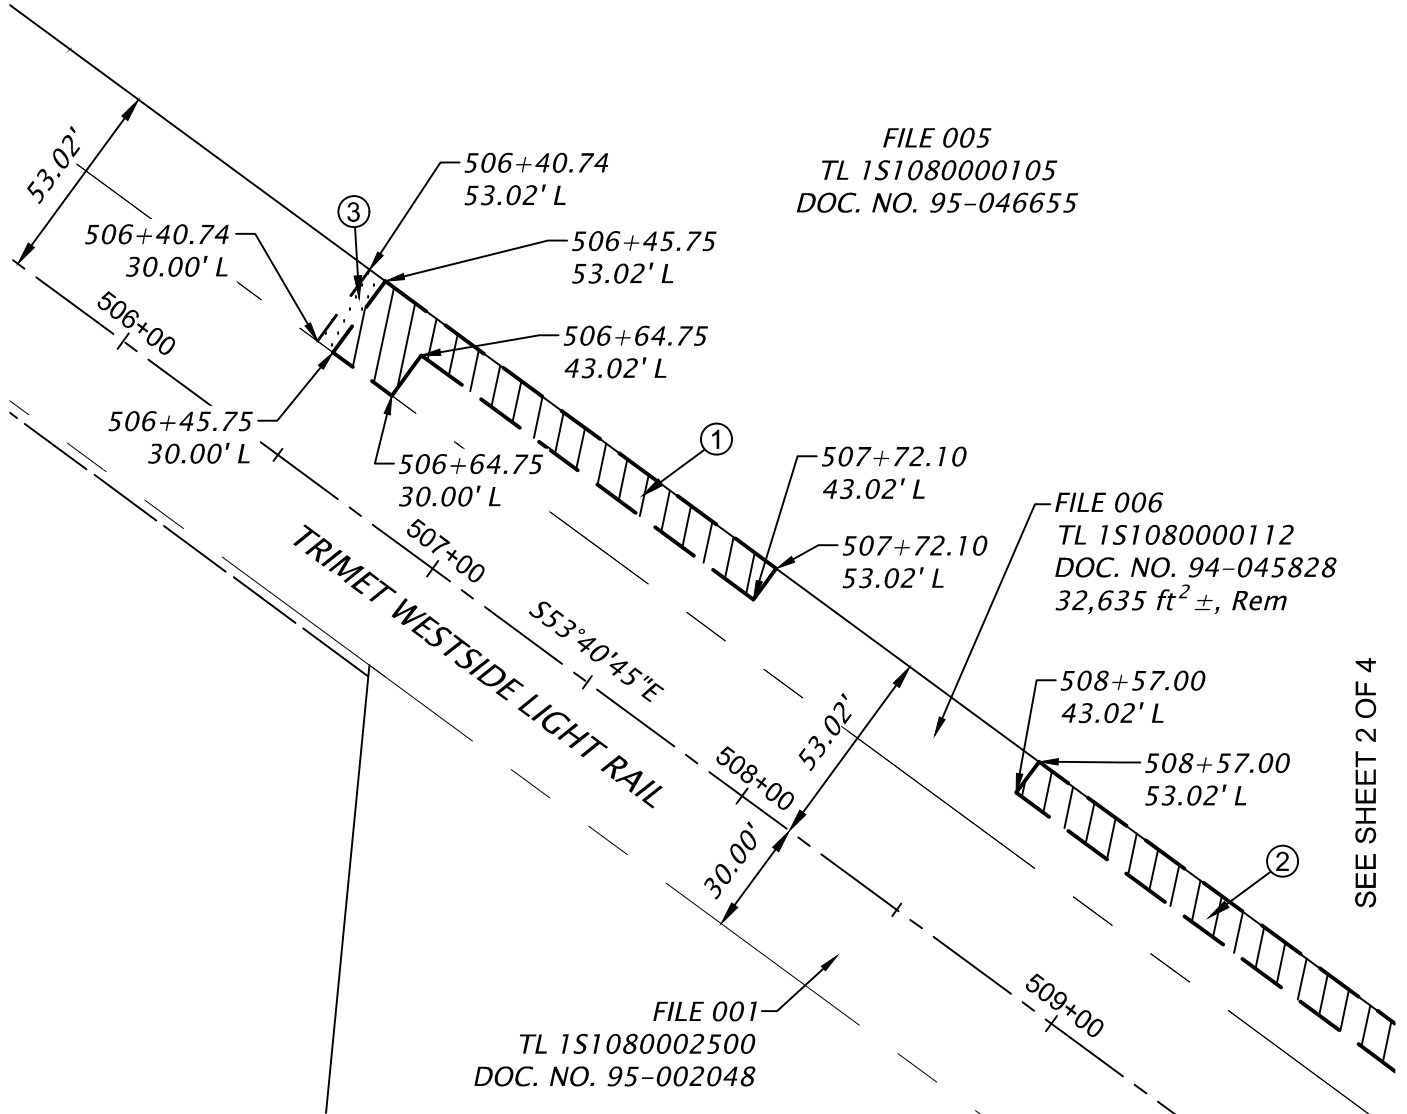 FILE 005
TL 1S1080000105
DOC. NO. 95-046655
53.02'
506+40.74
53.02' L
3
506+40.74
30.00' L
506+45.75
53.02' L
506+00
506+64.75
43.02' L
506+45.75
30.00' L
506+64.75
30.00' L
1
507+72.10
43.02' L
507+72.10
53.02' L
FILE 006
TL 1S1080000112
DOC. NO. 94-045828
32,635 ft² ±, Rem
507+00
TRIMET WESTSIDE LIGHT RAIL
S53°40'45"E
508+57.00
43.02' L
508+57.00
53.02' L
SEE SHEET 2 OF 4
53.02'
508+00
30.00'
2
509+00
FILE 001
TL 1S1080002500
DOC. NO. 95-002048